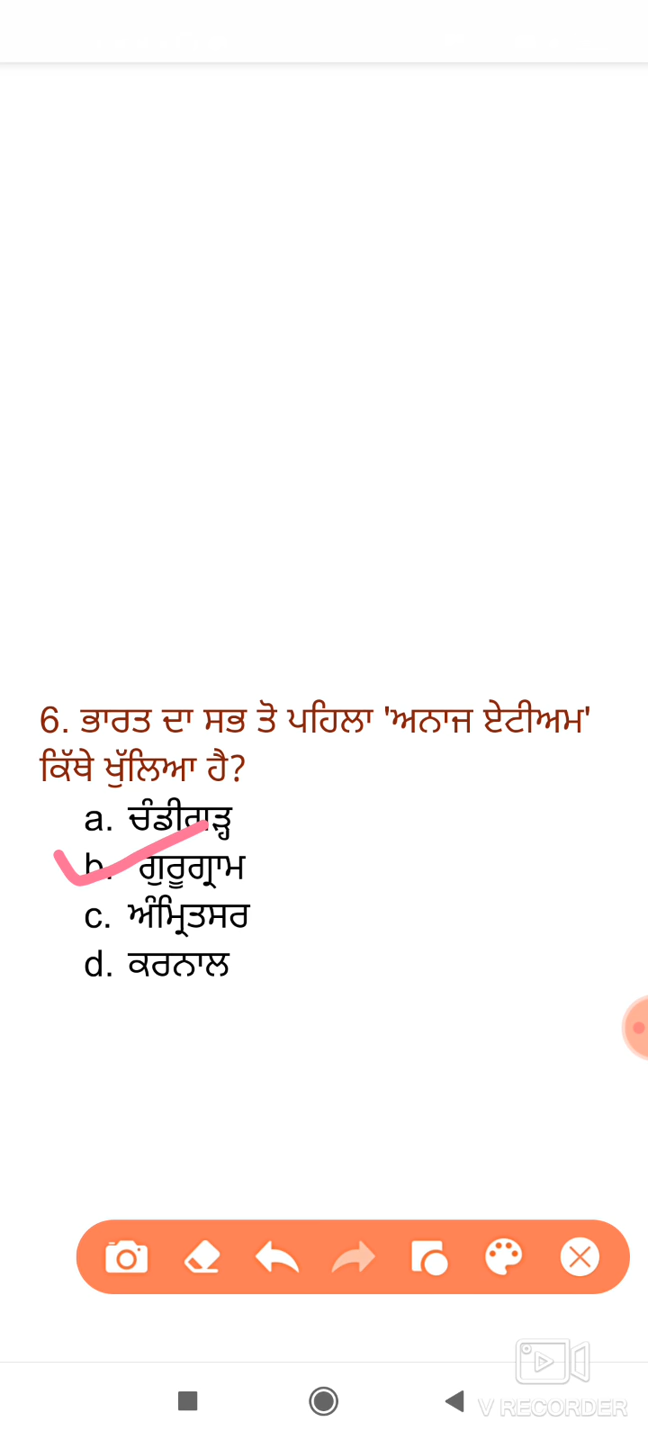 6. ਭਾਰਤ ਦਾ ਸਭ ਤੋ ਪਹਿਲਾ 'ਅਨਾਜ ਏਟੀਅਮ'
ਕਿੱਥੇ ਖੁੱਲਿਆ ਹੈ?
a. ਚੰਡੀਗੜ੍ਹ
b. ਗੁਰੂਗ੍ਰਾਮ
c. ਅੰਮ੍ਰਿਤਸਰ
d. ਕਰਨਾਲ
V RECORDER